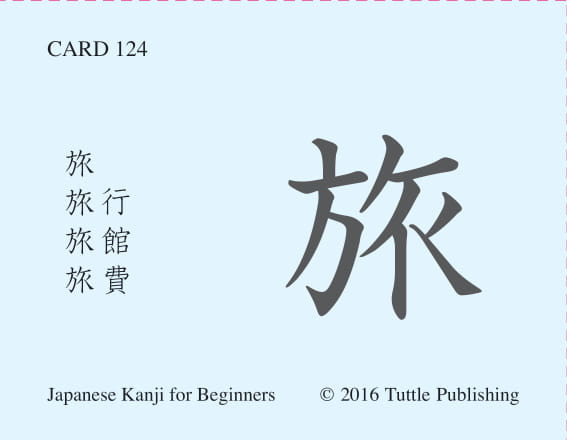 CARD 124
旅
旅行
旅館
旅費
旅
Japanese Kanji for Beginners © 2016 Tuttle Publishing